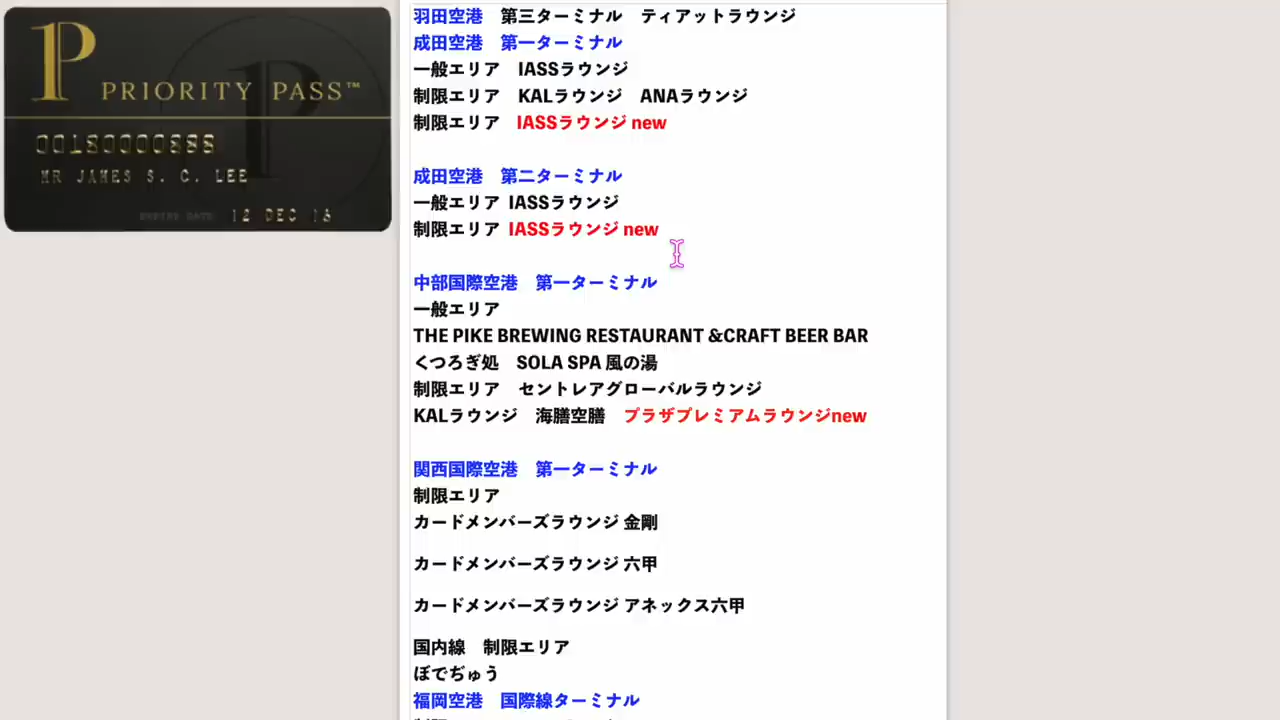 PRIORITY PASS™
MR JAMES S. C. LEE
EXPIRE DATE 12 DEC 16
羽田空港　第三ターミナル　ティアットラウンジ
成田空港　第一ターミナル
一般エリア　IASSラウンジ
制限エリア　KALラウンジ　ANAラウンジ
制限エリア　IASSラウンジ new
成田空港　第二ターミナル
一般エリア IASSラウンジ
制限エリア IASSラウンジ new
中部国際空港　第一ターミナル
一般エリア
THE PIKE BREWING RESTAURANT &CRAFT BEER BAR
くつろぎ処　SOLA SPA 風の湯
制限エリア　セントレアグローバルラウンジ
KALラウンジ　海膳空膳　プラザプレミアムラウンジnew
関西国際空港　第一ターミナル
制限エリア
カードメンバーズラウンジ 金剛
カードメンバーズラウンジ 六甲
カードメンバーズラウンジ アネックス六甲
国内線　制限エリア
ぼでぢゅう
福岡空港　国際線ターミナル